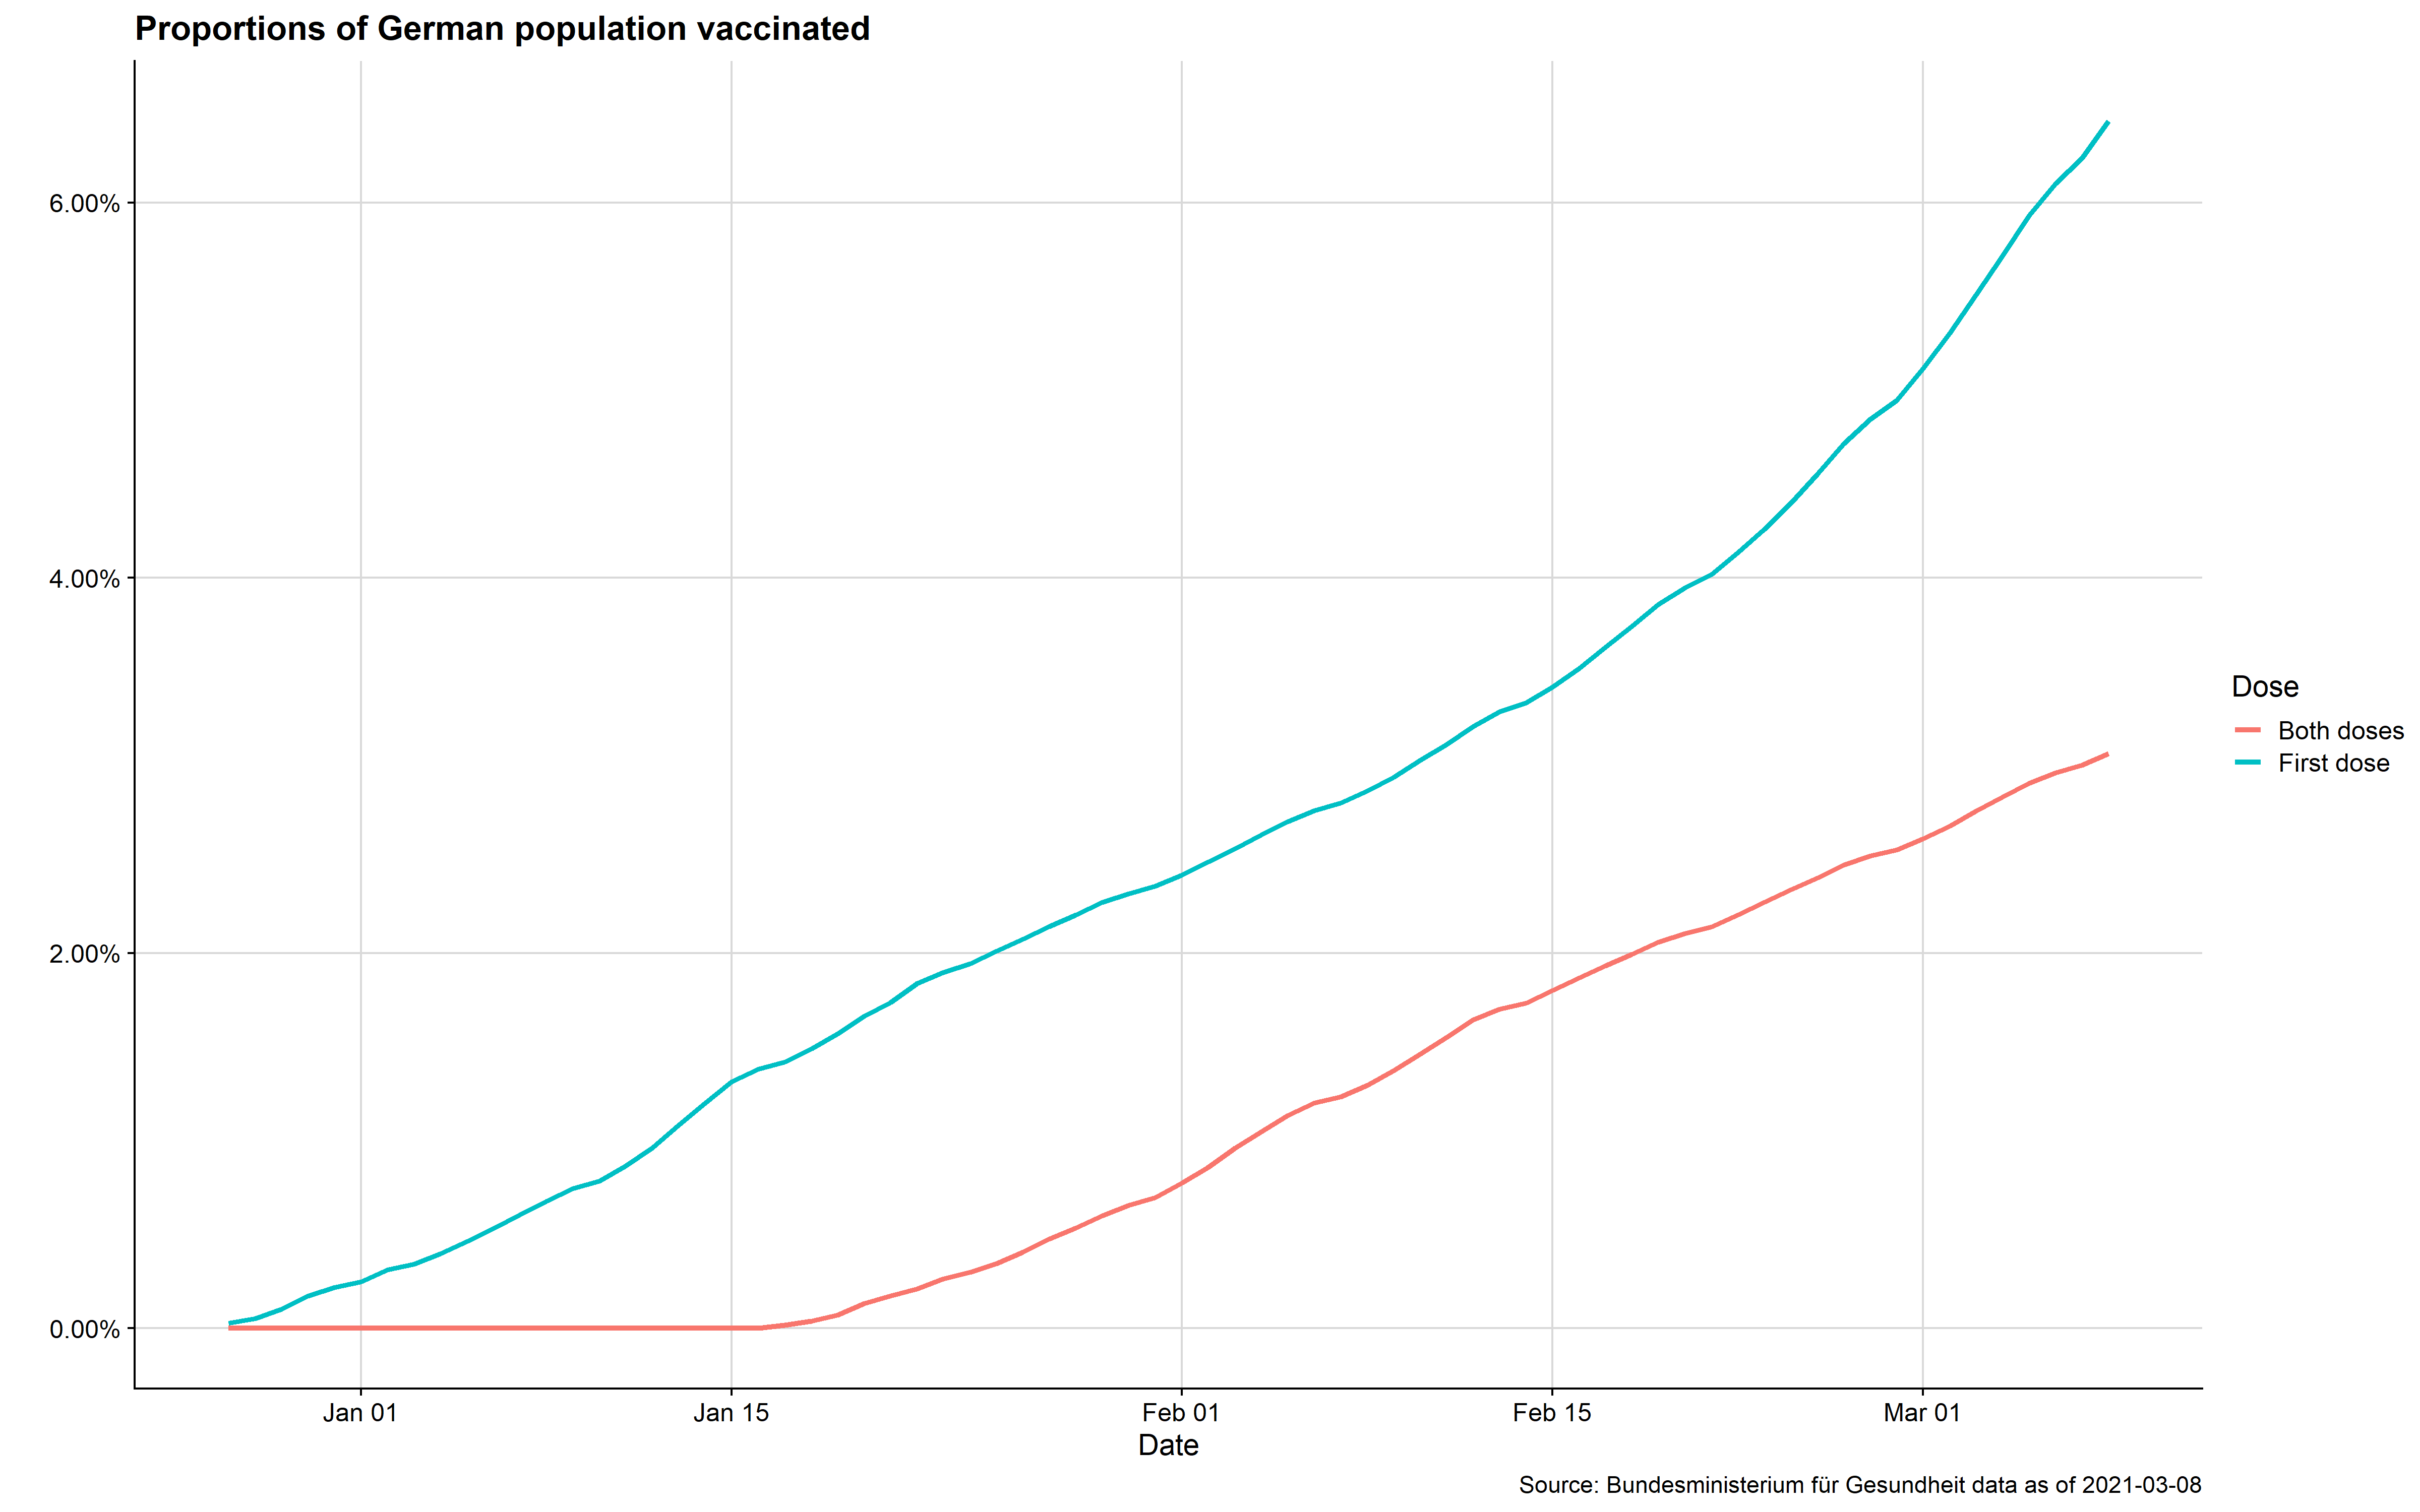 Proportions of German population vaccinated
6.00%
4.00%
2.00%
0.00%
Jan 01
Jan 15
Feb 01
Feb 15
Mar 01
Date
Dose
Both doses
First dose
Source: Bundesministerium für Gesundheit data as of 2021-03-08